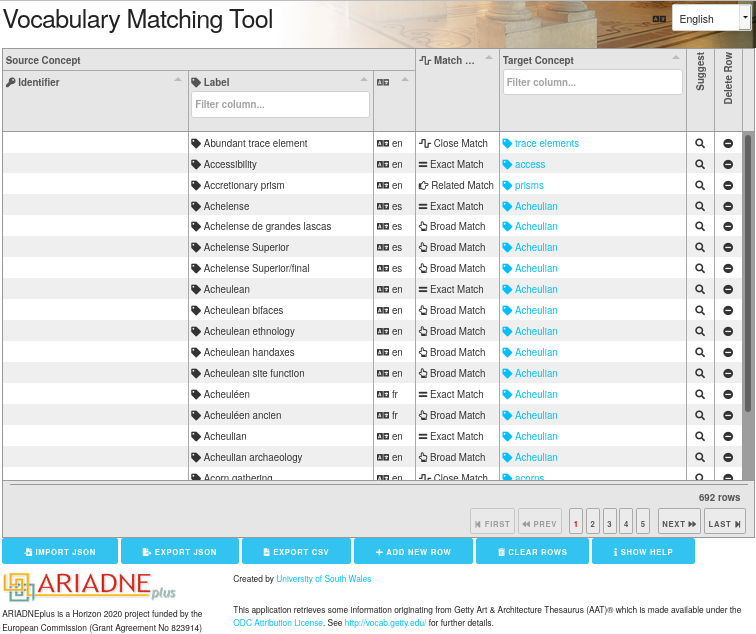 Vocabulary Matching Tool
English
Source Concept
Match ...
Target Concept
Suggest
Delete Row
Identifier
Label
Filter column...
Filter column...
Abundant trace element en Close Match trace elements
Accessibility en Exact Match access
Accretionary prism en Related Match prisms
Achelense es Exact Match Acheulian
Achelense de grandes lascas es Broad Match Acheulian
Achelense Superior es Broad Match Acheulian
Achelense Superior/final es Broad Match Acheulian
Acheulean en Exact Match Acheulian
Acheulean bifaces en Broad Match Acheulian
Acheulean ethnology en Broad Match Acheulian
Acheulean handaxes en Broad Match Acheulian
Acheulean site function en Broad Match Acheulian
Acheuléen fr Exact Match Acheulian
Acheuléen ancien fr Broad Match Acheulian
Acheulian en Exact Match Acheulian
Acheulian archaeology en Broad Match Acheulian
Acorn gathering en Close Match acorns
692 rows
FIRST PREV 1 2 3 4 5 NEXT LAST
IMPORT JSON EXPORT JSON EXPORT CSV ADD NEW ROW CLEAR ROWS SHOW HELP
ARIADNEplus
Created by University of South Wales
ARIADNEplus is a Horizon 2020 project funded by the
European Commission (Grant Agreement No 823914)
This application retrieves some information originating from Getty Art & Architecture Thesaurus (AAT)® which is made available under the
ODC Attribution License. See http://vocab.getty.edu/ for further details.